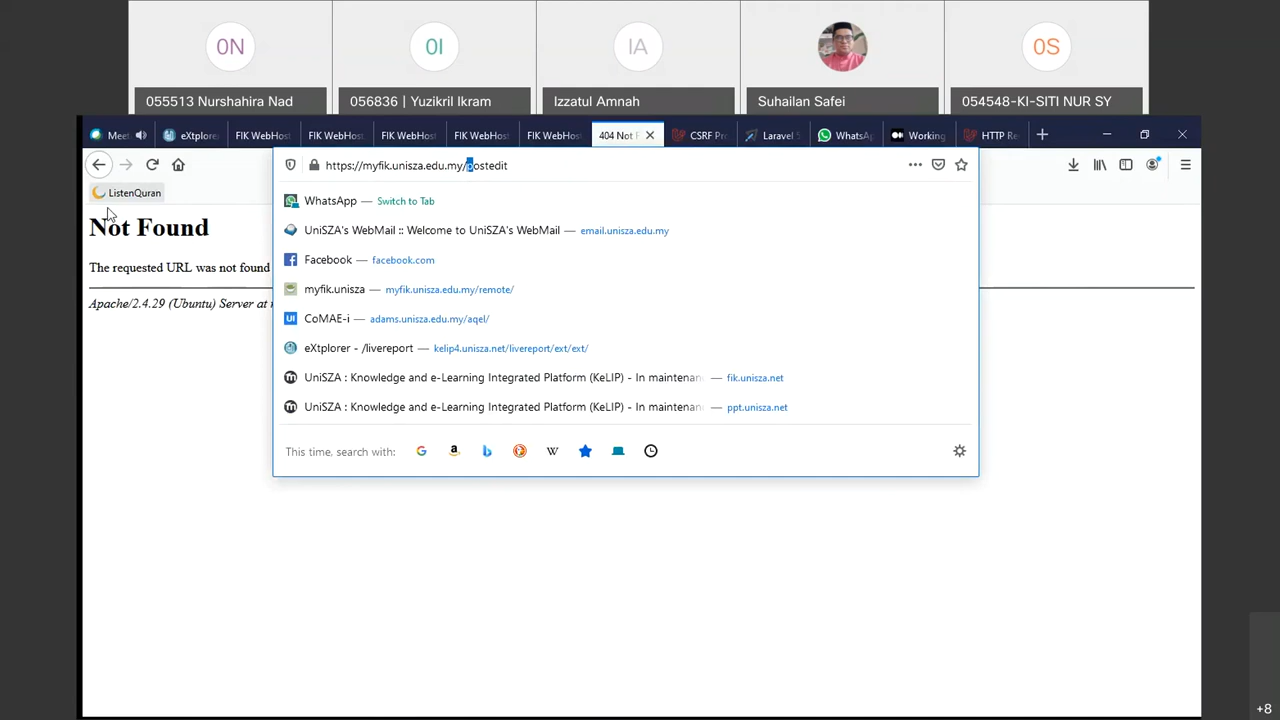 0N
0I
IA
0S
055513 Nurshahira Nad
056836 | Yuzikril Ikram
Izzatul Amnah
Suhailan Safei
054548-KI-SITI NUR SY
Meet
eXplore
FIK WebHost
FIK WebHost
FIK WebHost
FIK WebHost
FIK WebHost
404 Not F
CSRF Pr
Laravel
WhatsA
Working
HTTP Re
https://myfik.unisza.edu.my/postedit
ListenQuran
Not Found
The requested URL was not found
Apache/2.4.29 (Ubuntu) Server at
WhatsApp — Switch to Tab
UniSZA's WebMail :: Welcome to UniSZA's WebMail — email.unisza.edu.my
Facebook — facebook.com
myfik.unisza — myfik.unisza.edu.my/remote/
CoMAE-i — adams.unisza.edu.my/aqel/
eXtplorer - /livereport — kelip4.unisza.net/livereport/ext/ext/
UniSZA : Knowledge and e-Learning Integrated Platform (KeLIP) - In maintenan — fik.unisza.net
UniSZA : Knowledge and e-Learning Integrated Platform (KeLIP) - In maintenan — ppt.unisza.net
This time, search with:
+8